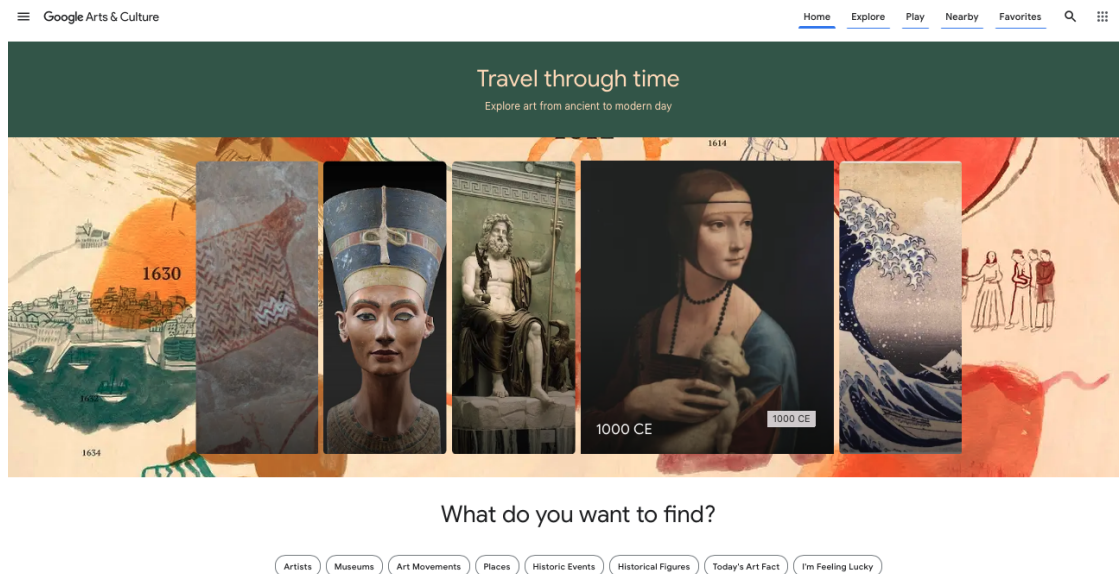 Google Arts & Culture
Home Explore Play Nearby Favorites
Travel through time
Explore art from ancient to modern day
1614
1630
1632
1634
1000 CE
1000 CE
What do you want to find?
Artists Museums Art Movements Places Historic Events Historical Figures Today's Art Fact I'm Feeling Lucky